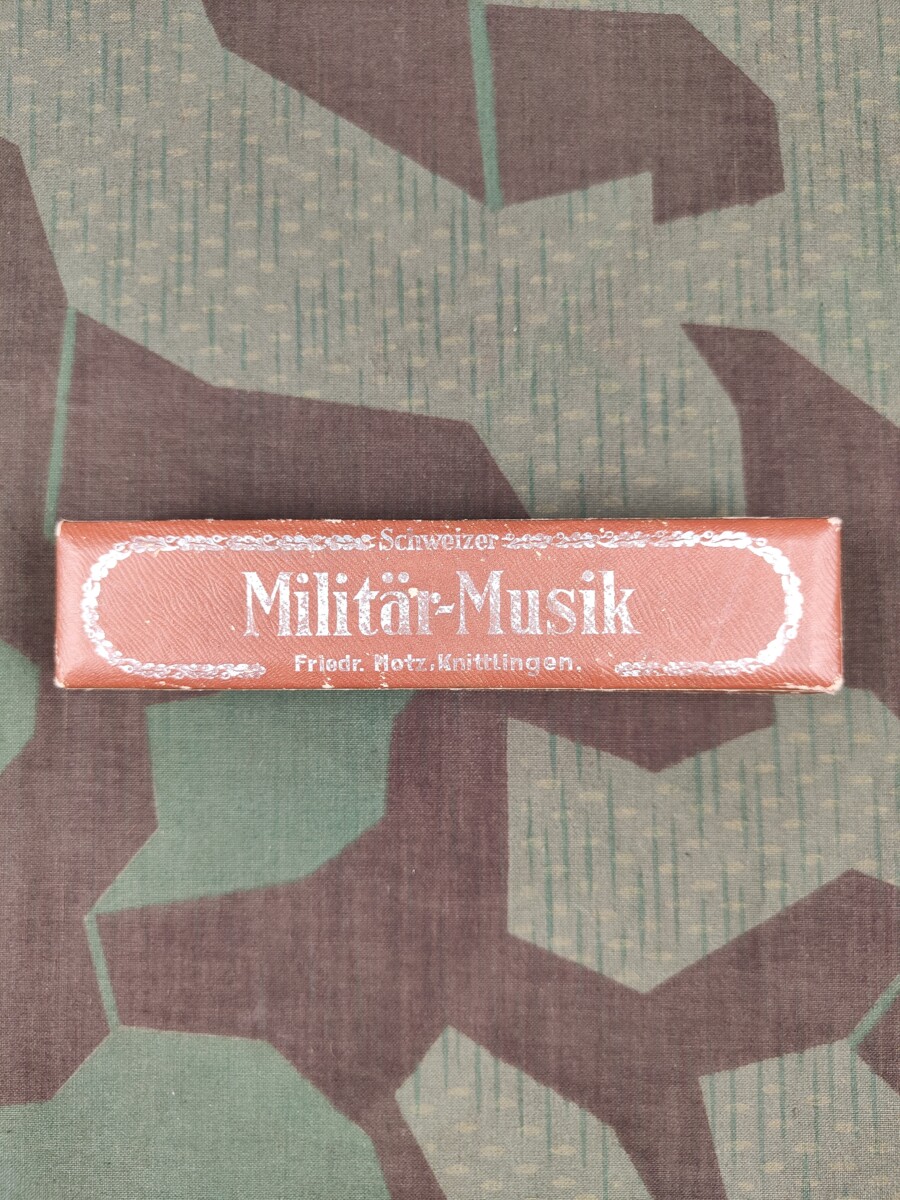 Schweizer
Militär-Musik
Friedr. Hotz, Knittlingen.